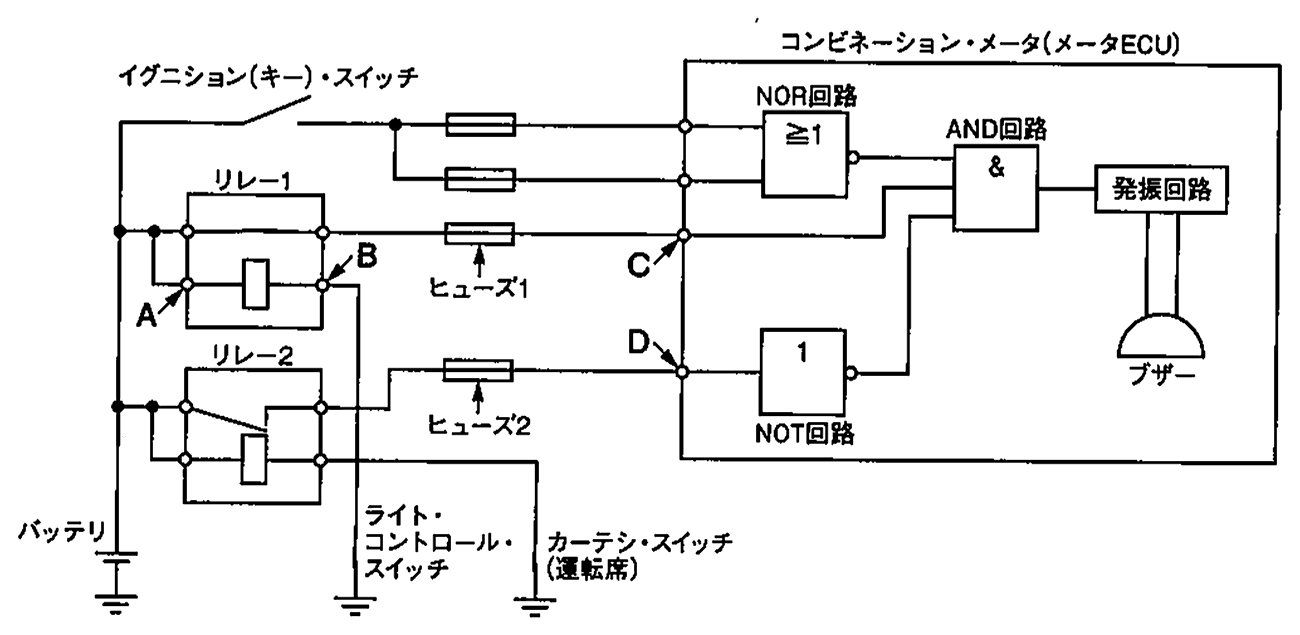 コンビネーション・メータ(メータECU)
イグニション(キー)・スイッチ
NOR回路
≧1
AND回路
&
発振回路
リレー1
B
C
ヒューズ1
A
D
リレー2
1
ブザー
ヒューズ2
NOT回路
バッテリ
ライト・
コントロール・
スイッチ
カーテシ・スイッチ
(運転席)